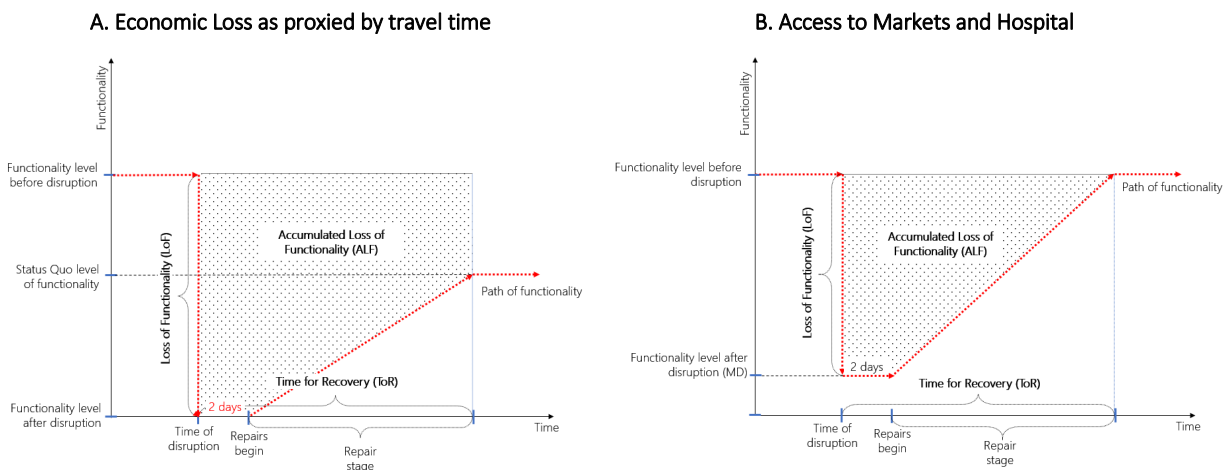 A. Economic Loss as proxied by travel time
Functionality
Functionality level
before disruption
Loss of Functionality (LoF)
Accumulated Loss of
Functionality (ALF)
Status Quo level
of functionality
Path of functionality
Time for Recovery (ToR)
2 days
Functionality level
after disruption
Time
Time of
disruption
Repairs
begin
Repair
stage
B. Access to Markets and Hospital
Functionality
Functionality level before
disruption
Path of functionality
Loss of Functionality (LoF)
Accumulated Loss of
Functionality (ALF)
Functionality level after
disruption (MD)
2 days
Time for Recovery (ToR)
Time
Time of
disruption
Repairs
begin
Repair
stage